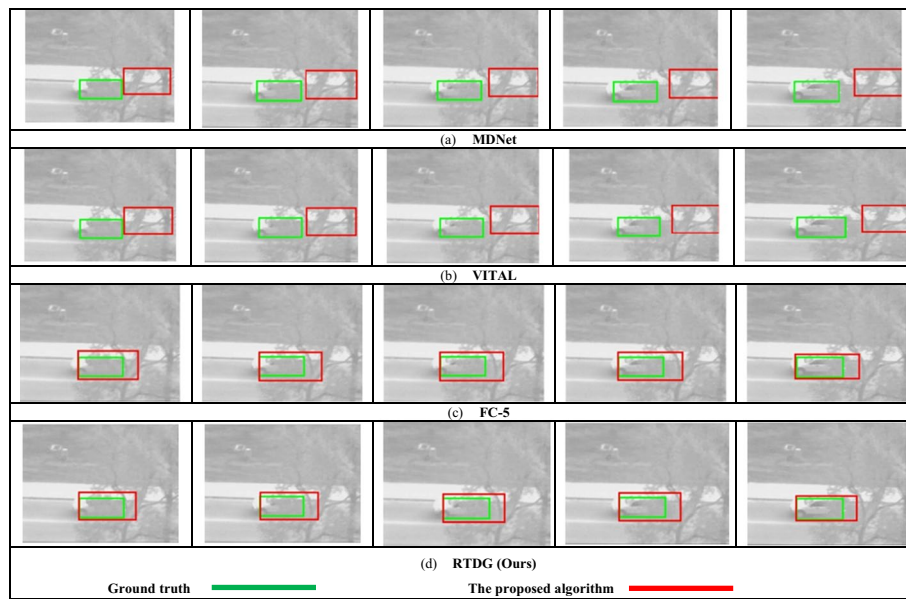 (a) MDNet
(b) VITAL
(c) FC-5
(d) RTDG (Ours)
Ground truth The proposed algorithm